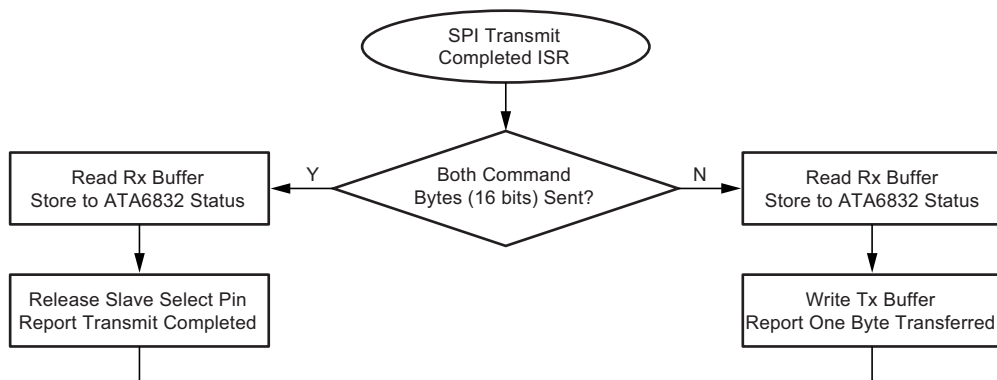 SPI Transmit
Completed ISR
Both Command
Bytes (16 bits) Sent?
Y
N
Read Rx Buffer
Store to ATA6832 Status
Read Rx Buffer
Store to ATA6832 Status
Release Slave Select Pin
Report Transmit Completed
Write Tx Buffer
Report One Byte Transferred